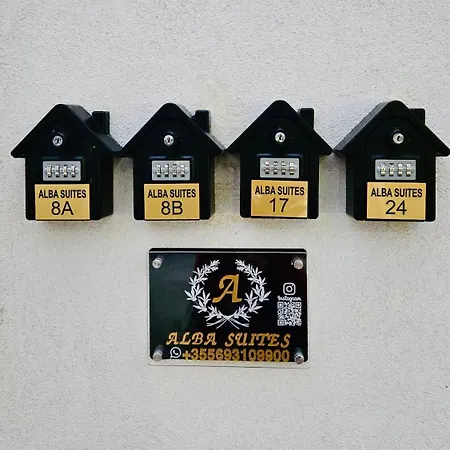 ALBA SUITES
8A
ALBA SUITES
8B
ALBA SUITES
17
ALBA SUITES
24
A
Instagram
ALBA SUITES
+355693109900